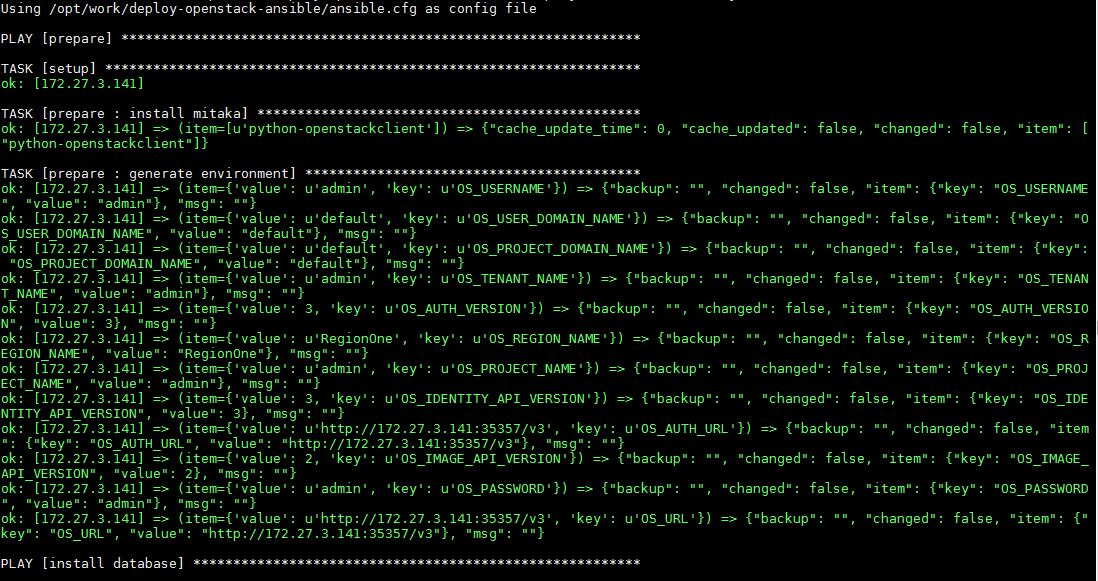 Using /opt/work/deploy-openstack-ansible/ansible.cfg as config file
PLAY [prepare] ****************************************************************
TASK [setup] ******************************************************************
ok: [172.27.3.141]
TASK [prepare : install mitaka] ***********************************************
ok: [172.27.3.141] => (item=[u'python-openstackclient']) => {"cache_update_time": 0, "cache_updated": false, "changed": false, "item": [
"python-openstackclient"]}
TASK [prepare : generate environment] *****************************************
ok: [172.27.3.141] => (item={'value': u'admin', 'key': u'OS_USERNAME'}) => {"backup": "", "changed": false, "item": {"key": "OS_USERNAME
", "value": "admin"}, "msg": ""}
ok: [172.27.3.141] => (item={'value': u'default', 'key': u'OS_USER_DOMAIN_NAME'}) => {"backup": "", "changed": false, "item": {"key": "O
S_USER_DOMAIN_NAME", "value": "default"}, "msg": ""}
ok: [172.27.3.141] => (item={'value': u'default', 'key': u'OS_PROJECT_DOMAIN_NAME'}) => {"backup": "", "changed": false, "item": {"key":
"OS_PROJECT_DOMAIN_NAME", "value": "default"}, "msg": ""}
ok: [172.27.3.141] => (item={'value': u'admin', 'key': u'OS_TENANT_NAME'}) => {"backup": "", "changed": false, "item": {"key": "OS_TENAN
T_NAME", "value": "admin"}, "msg": ""}
ok: [172.27.3.141] => (item={'value': 3, 'key': u'OS_AUTH_VERSION'}) => {"backup": "", "changed": false, "item": {"key": "OS_AUTH_VERSIO
N", "value": 3}, "msg": ""}
ok: [172.27.3.141] => (item={'value': u'RegionOne', 'key': u'OS_REGION_NAME'}) => {"backup": "", "changed": false, "item": {"key": "OS_R
EGION_NAME", "value": "RegionOne"}, "msg": ""}
ok: [172.27.3.141] => (item={'value': u'admin', 'key': u'OS_PROJECT_NAME'}) => {"backup": "", "changed": false, "item": {"key": "OS_PROJ
ECT_NAME", "value": "admin"}, "msg": ""}
ok: [172.27.3.141] => (item={'value': 3, 'key': u'OS_IDENTITY_API_VERSION'}) => {"backup": "", "changed": false, "item": {"key": "OS_IDE
NTITY_API_VERSION", "value": 3}, "msg": ""}
ok: [172.27.3.141] => (item={'value': u'http://172.27.3.141:35357/v3', 'key': u'OS_AUTH_URL'}) => {"backup": "", "changed": false, "item
": {"key": "OS_AUTH_URL", "value": "http://172.27.3.141:35357/v3"}, "msg": ""}
ok: [172.27.3.141] => (item={'value': 2, 'key': u'OS_IMAGE_API_VERSION'}) => {"backup": "", "changed": false, "item": {"key": "OS_IMAGE_
API_VERSION", "value": 2}, "msg": ""}
ok: [172.27.3.141] => (item={'value': u'admin', 'key': u'OS_PASSWORD'}) => {"backup": "", "changed": false, "item": {"key": "OS_PASSWORD
", "value": "admin"}, "msg": ""}
ok: [172.27.3.141] => (item={'value': u'http://172.27.3.141:35357/v3', 'key': u'OS_URL'}) => {"backup": "", "changed": false, "item": {"
key": "OS_URL", "value": "http://172.27.3.141:35357/v3"}, "msg": ""}
PLAY [install database] *******************************************************